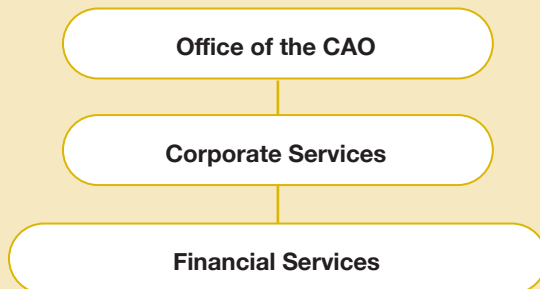 Office of the CAO
Corporate Services
Financial Services